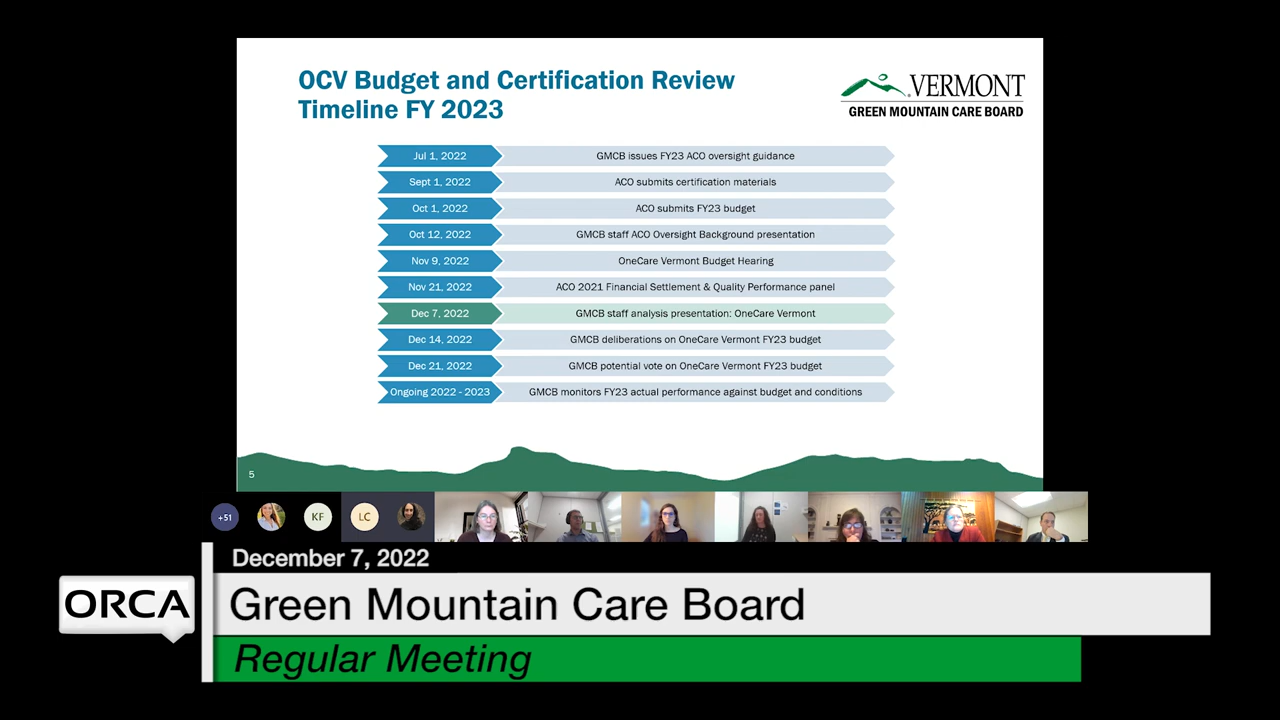 OCV Budget and Certification Review
Timeline FY 2023
VERMONT
GREEN MOUNTAIN CARE BOARD
Jul 1, 2022 GMCB issues FY23 ACO oversight guidance
Sept 1, 2022 ACO submits certification materials
Oct 1, 2022 ACO submits FY23 budget
Oct 12, 2022 GMCB staff ACO Oversight Background presentation
Nov 9, 2022 OneCare Vermont Budget Hearing
Nov 21, 2022 ACO 2021 Financial Settlement & Quality Performance panel
Dec 7, 2022 GMCB staff analysis presentation: OneCare Vermont
Dec 14, 2022 GMCB deliberations on OneCare Vermont FY23 budget
Dec 21, 2022 GMCB potential vote on OneCare Vermont FY23 budget
Ongoing 2022 - 2023 GMCB monitors FY23 actual performance against budget and conditions
5
+51 KF LC
December 7, 2022
ORCA Green Mountain Care Board
Regular Meeting